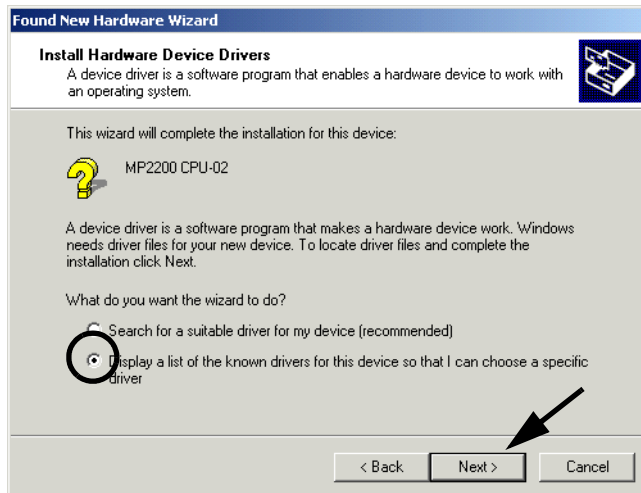 Found New Hardware Wizard
Install Hardware Device Drivers
A device driver is a software program that enables a hardware device to work with
an operating system.
This wizard will complete the installation for this device:
MP2200 CPU-02
A device driver is a software program that makes a hardware device work. Windows
needs driver files for your new device. To locate driver files and complete the
installation click Next.
What do you want the wizard to do?
Search for a suitable driver for my device (recommended)
Display a list of the known drivers for this device so that I can choose a specific
driver
< Back Next > Cancel